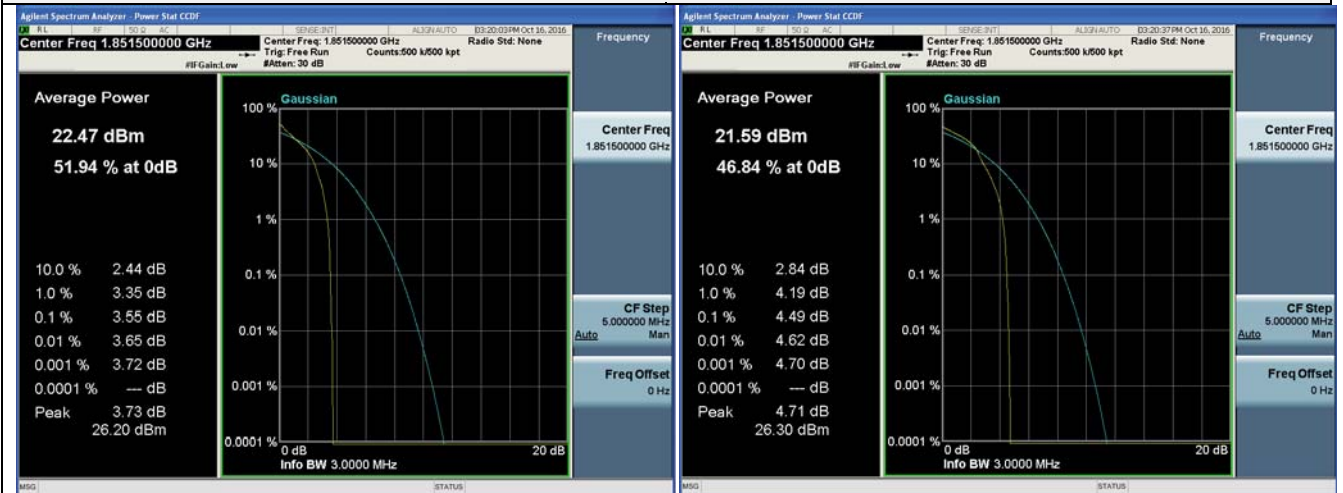 Agilent Spectrum Analyzer - Power Stat CCDF
RL RF 50 Ω AC SENSE:INT ALIGNAUTO 03:20:03PM Oct 16, 2016
Center Freq 1.851500000 GHz
Center Freq: 1.851500000 GHz Radio Std: None
Trig: Free Run Counts:500 k/500 kpt
#IFGain:Low #Atten: 30 dB
Frequency
Average Power
22.47 dBm
51.94 % at 0dB
10.0 % 2.44 dB
1.0 % 3.35 dB
0.1 % 3.55 dB
0.01 % 3.65 dB
0.001 % 3.72 dB
0.0001 % --- dB
Peak 3.73 dB
26.20 dBm
Gaussian
100 %
10 %
1 %
0.1 %
0.01 %
0.001 %
0.0001 %
0 dB 20 dB
Info BW 3.0000 MHz
Center Freq
1.851500000 GHz
CF Step
5.000000 MHz
Auto Man
Freq Offset
0 Hz
MSG STATUS
Agilent Spectrum Analyzer - Power Stat CCDF
RL RF 50 Ω AC SENSE:INT ALIGNAUTO 03:20:37PM Oct 16, 2016
Center Freq 1.851500000 GHz
Center Freq: 1.851500000 GHz Radio Std: None
Trig: Free Run Counts:500 k/500 kpt
#IFGain:Low #Atten: 30 dB
Frequency
Average Power
21.59 dBm
46.84 % at 0dB
10.0 % 2.84 dB
1.0 % 4.19 dB
0.1 % 4.49 dB
0.01 % 4.62 dB
0.001 % 4.70 dB
0.0001 % --- dB
Peak 4.71 dB
26.30 dBm
Gaussian
100 %
10 %
1 %
0.1 %
0.01 %
0.001 %
0.0001 %
0 dB 20 dB
Info BW 3.0000 MHz
Center Freq
1.851500000 GHz
CF Step
5.000000 MHz
Auto Man
Freq Offset
0 Hz
MSG STATUS